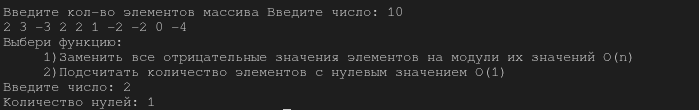 Введите кол-во элементов массива Введите число: 10
2 3 -3 2 2 1 -2 -2 0 -4
Выбери функцию:
1)Заменить все отрицательные значения элементов на модули их значений O(n)
2)Подсчитать количество элементов с нулевым значением O(1)
Введите число: 2
Количество нулей: 1